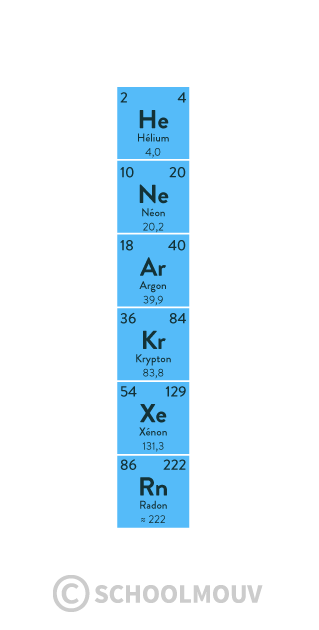 2 4
He
Hélium
4,0
10 20
Ne
Néon
20,2
18 40
Ar
Argon
39,9
36 84
Kr
Krypton
83,8
54 129
Xe
Xénon
131,3
86 222
Rn
Radon
≈ 222
© SCHOOLMOUV